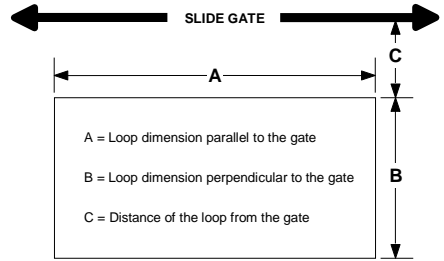 SLIDE GATE
C
A
A = Loop dimension parallel to the gate
B = Loop dimension perpendicular to the gate
B
C = Distance of the loop from the gate